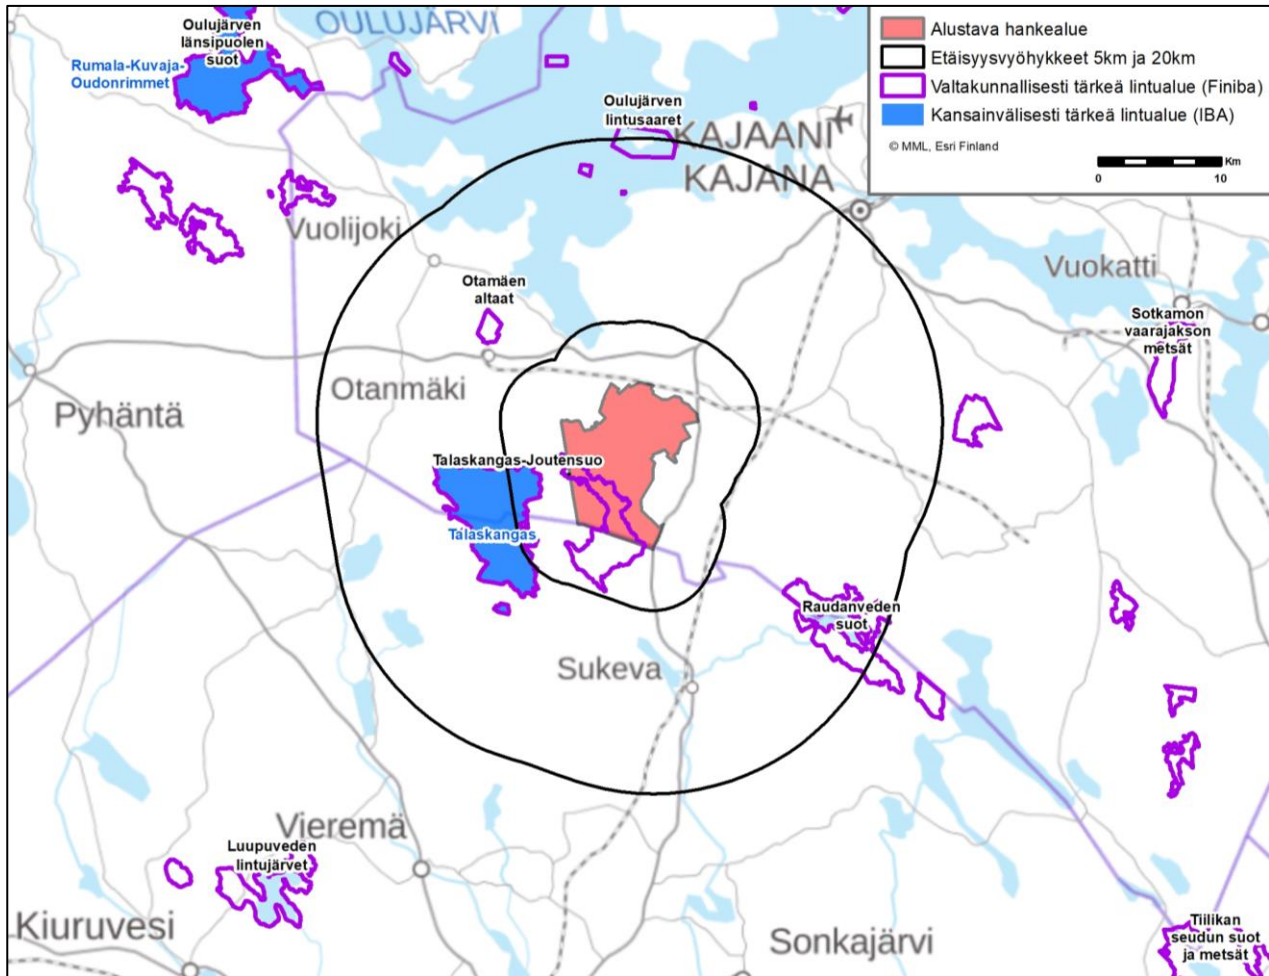 OULUJÄRVI
Oulujärven
länsipuolen
suot
Rumala-Kuvaja-
Oudonrimmet
Oulujärven
lintusaaret
KAJAANI
KAJANA
Alustava hankealue
Etäisyysvyöhykkeet 5km ja 20km
Valtakunnallisesti tärkeä lintualue (Finiba)
Kansainvälisesti tärkeä lintualue (IBA)
© MML, Esri Finland
Km
0 10
Vuolijoki
Vuokatti
Otamäen
altaat
Sotkamon
vaarajakson
metsät
Otanmäki
Pyhäntä
Talaskangas-Joutensuo
Talaskangas
Raudanveden
suot
Sukeva
Vieremä
Luupuveden
lintujärvet
Kiuruvesi
Sonkajärvi
Tiilikan
seudun suot
ja metsät